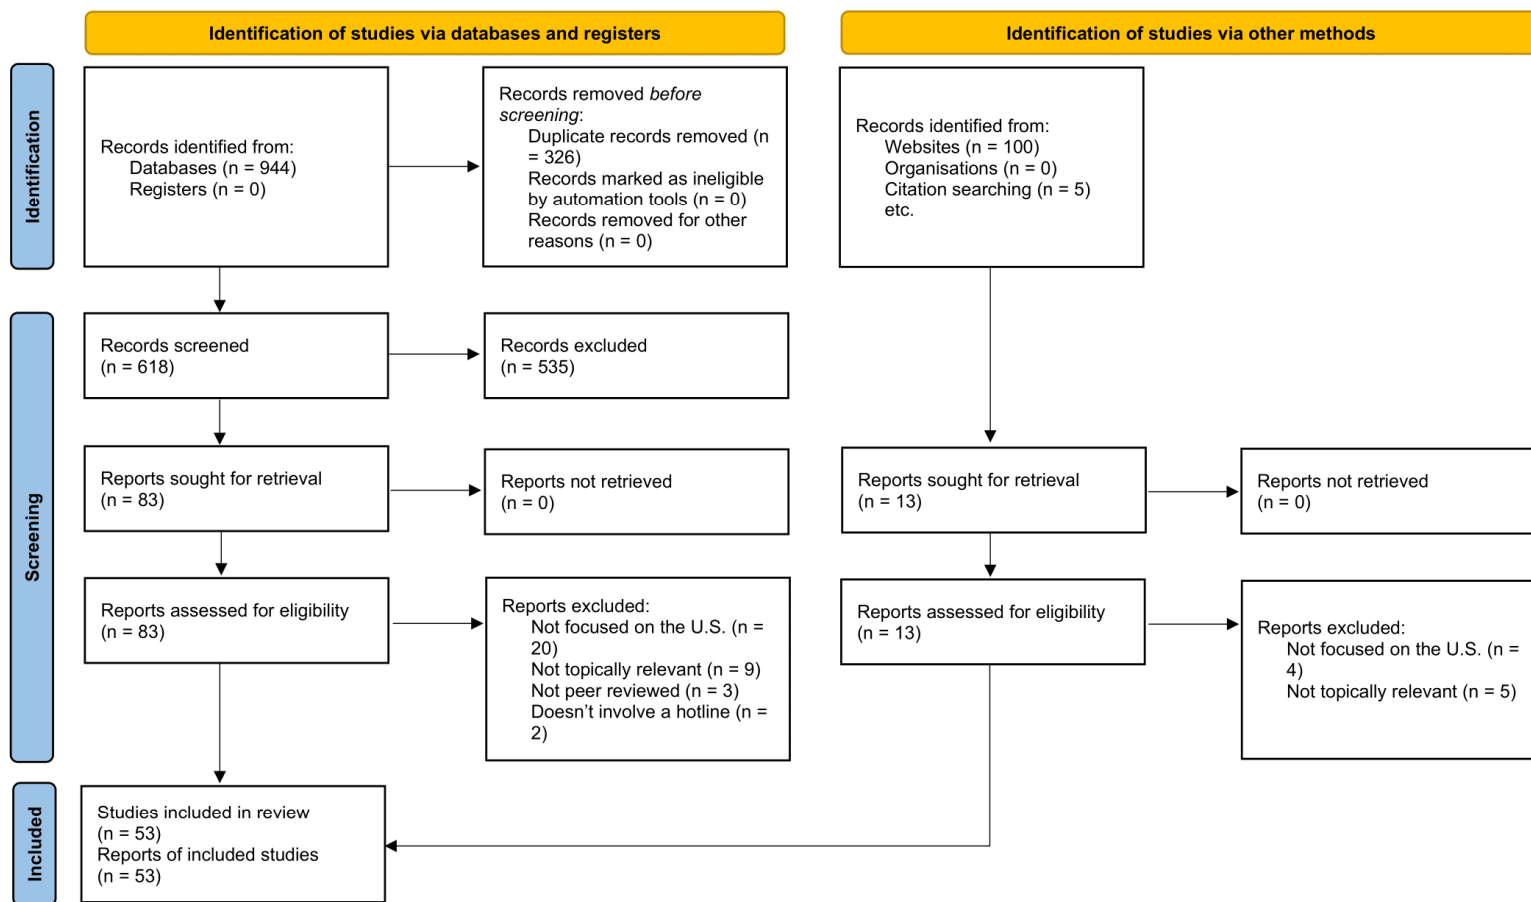 Identification of studies via databases and registers
Identification of studies via other methods
Identification
Records identified from:
Databases (n = 944)
Registers (n = 0)
Records removed before
screening:
Duplicate records removed (n
= 326)
Records marked as ineligible
by automation tools (n = 0)
Records removed for other
reasons (n = 0)
Records identified from:
Websites (n = 100)
Organisations (n = 0)
Citation searching (n = 5)
etc.
Screening
Records screened
(n = 618)
Records excluded
(n = 535)
Reports sought for retrieval
(n = 83)
Reports not retrieved
(n = 0)
Reports sought for retrieval
(n = 13)
Reports not retrieved
(n = 0)
Reports assessed for eligibility
(n = 83)
Reports excluded:
Not focused on the U.S. (n =
20)
Not topically relevant (n = 9)
Not peer reviewed (n = 3)
Doesn't involve a hotline (n =
2)
Reports assessed for eligibility
(n = 13)
Reports excluded:
Not focused on the U.S. (n =
4)
Not topically relevant (n = 5)
Included
Studies included in review
(n = 53)
Reports of included studies
(n = 53)